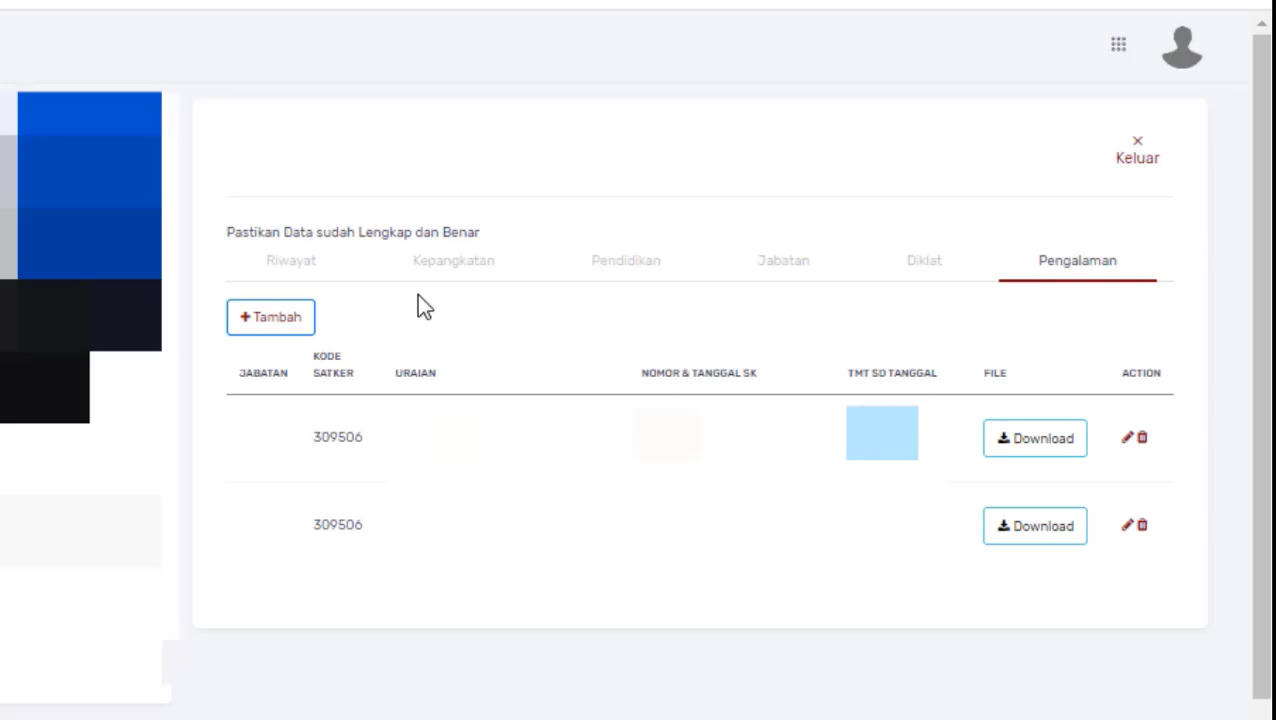 × Keluar
Pastikan Data sudah Lengkap dan Benar
Riwayat Kepangkatan Pendidikan Jabatan Diklat Pengalaman
+ Tambah
JABATAN KODE SATKER URAIAN NOMOR & TANGGAL SK TMT SD TANGGAL FILE ACTION
309506 Download
309506 Download